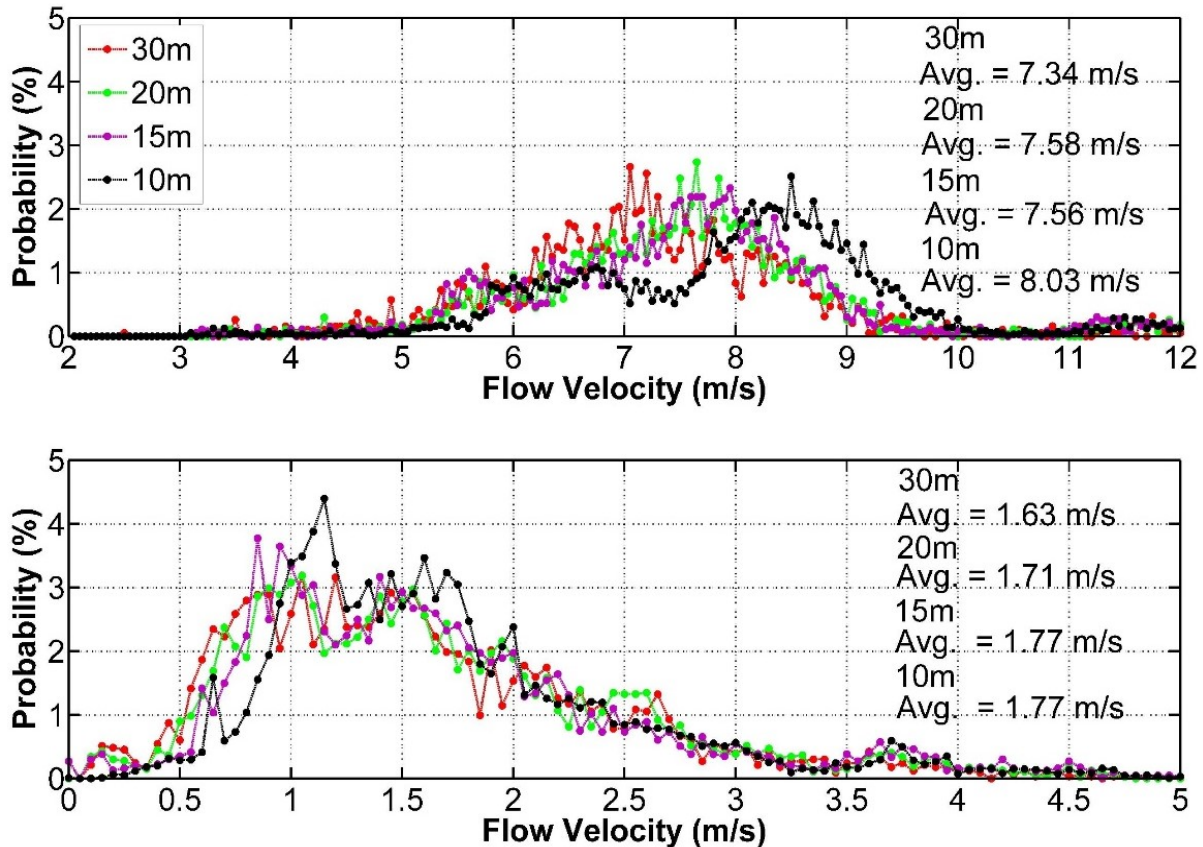 5
4
3
2
1
0
Probability (%)
30m
20m
15m
10m
30m
Avg. = 7.34 m/s
20m
Avg. = 7.58 m/s
15m
Avg. = 7.56 m/s
10m
Avg. = 8.03 m/s
2 3 4 5 6 7 8 9 10 11 12
Flow Velocity (m/s)
5
4
3
2
1
0
Probability (%)
30m
Avg. = 1.63 m/s
20m
Avg. = 1.71 m/s
15m
Avg. = 1.77 m/s
10m
Avg. = 1.77 m/s
0 0.5 1 1.5 2 2.5 3 3.5 4 4.5 5
Flow Velocity (m/s)